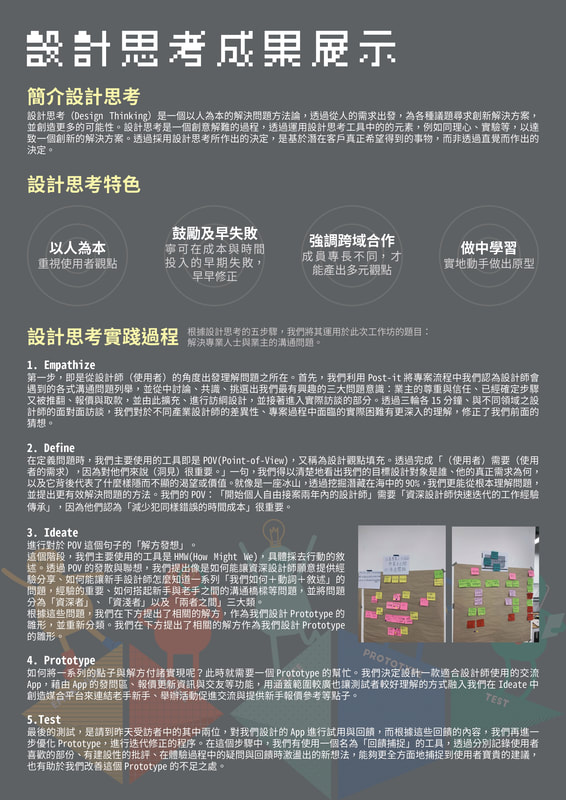 設計思考成果展示
簡介設計思考
設計思考（Design Thinking）是一個以人為本的解決問題方法論，透過從人的需求出發，為各種議題尋求創新解決方案，
並創造更多的可能性。設計思考是一個創意解難的過程，透過運用設計思考工具中的的元素，例如同理心、實驗等，以達
致一個創新的解決方案。透過採用設計思考所作出的決定，是基於潛在客戶真正希望得到的事物，而非透過直覺而作出的
決定。
設計思考特色
以人為本
重視使用者觀點
鼓勵及早失敗
寧可在成本與時間
投入的早期失敗，
早早修正
強調跨域合作
成員專長不同，才
能產出多元觀點
做中學習
實地動手做出原型
設計思考實踐過程
根據設計思考的五步驟，我們將其運用於此次工作坊的題目：
解決專業人士與業主的溝通問題。
1. Empathize
第一步，即是從設計師（使用者）的角度出發理解問題之所在。首先，我們利用 Post-it 將專案流程中我們認為設計師會
遇到的各式溝通問題列舉，並從中討論、共識、挑選出我們最有興趣的三大問題意識：業主的尊重與信任、已經確定步驟
又被推翻、報價與取款，並由此擴充、進行訪綱設計，並接著進入實際訪談的部分。透過三輪各 15 分鐘、與不同領域之設
計師的面對面訪談，我們對於不同產業設計師的差異性、專案過程中面臨的實際困難有更深入的理解，修正了我們前面的
猜想。
2. Define
在定義問題時，我們主要使用的工具即是 POV(Point-of-View)，又稱為設計觀點填充。透過完成「（使用者）需要（使用
者的需求），因為對他們來說（洞見）很重要。」一句，我們得以清楚地看出我們的目標設計對象是誰、他的真正需求為何，
以及它背後代表了什麼樣隱而不顯的渴望或價值。就像是一座冰山，透過挖掘潛藏在海中的 90%，我們更能從根本理解問題，
並提出更有效解決問題的方法。我們的 POV：「開始個人自由接案兩年內的設計師」需要「資深設計師快速迭代的工作經驗
傳承」，因為他們認為「減少犯同樣錯誤的時間成本」很重要。
3. Ideate
進行對於 POV 這個句子的「解方發想」。
這個階段，我們主要使用的工具是 HMW(How Might We)，具體採去行動的敘
述。透過 POV 的發散與聯想，我們提出像是如何能讓資深設計師願意提供經
驗分享、如何能讓新手設計師怎麼知道一系列「我們如何＋動詞＋敘述」的
問題，經驗的重要、如何搭起新手與老手之間的溝通橋樑等問題，並將問題
分為「資深者」、「資淺者」以及「兩者之間」三大類。
根據這些問題，我們在下方提出了相關的解方，作為我們設計 Prototype 的
雛形，並重新分類。我們在下方提出了相關的解方作為我們設計 Prototype
的雛形。
4. Prototype
如何將一系列的點子與解方付諸實現呢？此時就需要一個 Prototype 的幫忙。我們決定設計一款適合設計師使用的交流
App，藉由 App 的發問區、報價更新資訊與交友等功能，用涵蓋範圍較廣也讓測試者較好理解的方式融入我們在 Ideate 中
創造媒合平台來連結老手新手、舉辦活動促進交流與提供新手報價參考等點子。
PROTOTYPE
TEST
5.Test
最後的測試，是請到昨天受訪者中的其中兩位，對我們設計的 App 進行試用與回饋，而根據這些回饋的內容，我們再進一
步優化 Prototype，進行迭代修正的程序。在這個步驟中，我們有使用一個名為「回饋捕捉」的工具，透過分別記錄使用者
喜歡的部份、有建設性的批評、在體驗過程中的疑問與回饋時激盪出的新想法，能夠更全方面地捕捉到使用者寶貴的建議，
也有助於我們改善這個 Prototype 的不足之處。